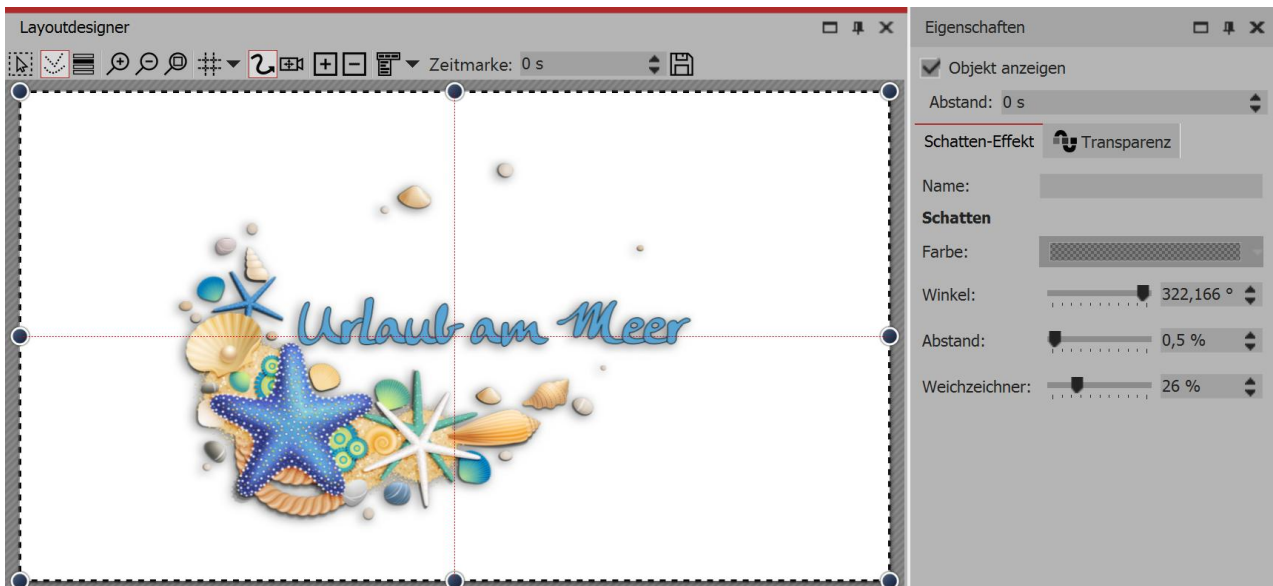 Layoutdesigner
Zeitmarke: 0 s
Urlaub am Meer
Eigenschaften
Objekt anzeigen
Abstand: 0 s
Schatten-Effekt Transparenz
Name:
Schatten
Farbe:
Winkel: 322,166 °
Abstand: 0,5 %
Weichzeichner: 26 %